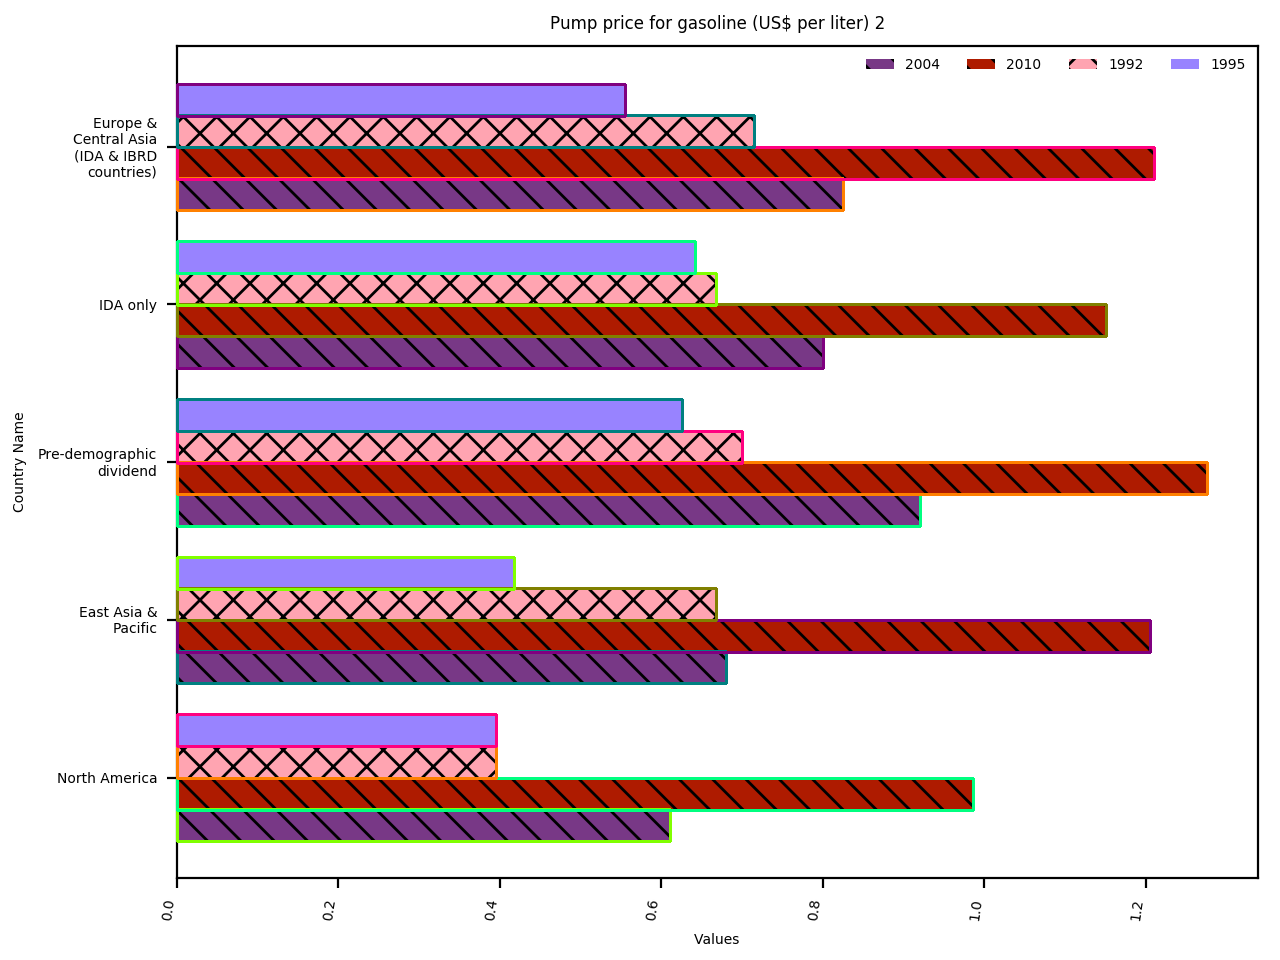 Pump price for gasoline (US$ per liter) 2
2004
2010
1992
1995
Europe &
Central Asia
(IDA & IBRD
countries)
IDA only
Pre-demographic
dividend
East Asia &
Pacific
North America
Country Name
0.0
0.2
0.4
0.6
0.8
1.0
1.2
Values